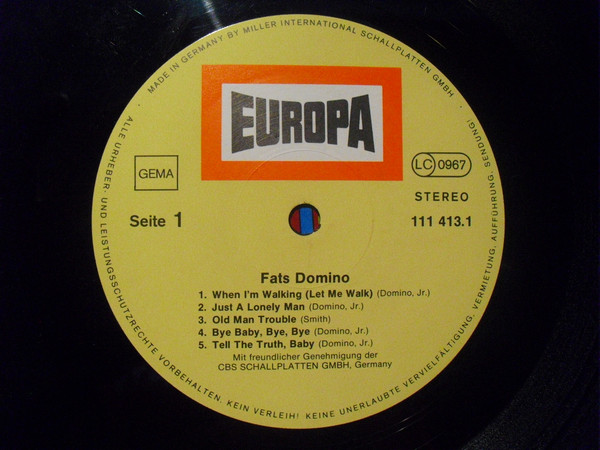 · MADE IN GERMANY BY MILLER INTERNATIONAL SCHALLPLATTEN GMBH ·
EUROPA
GEMA
LC 0967
STEREO
Seite 1
111 413.1
Fats Domino
1. When I'm Walking (Let Me Walk) (Domino, Jr.)
2. Just A Lonely Man (Domino, Jr.)
3. Old Man Trouble (Smith)
4. Bye Baby, Bye, Bye (Domino, Jr.)
5. Tell The Truth, Baby (Domino, Jr.)
Mit freundlicher Genehmigung der
CBS SCHALLPLATTEN GMBH, Germany
ALLE URHEBER- UND LEISTUNGSSCHUTZRECHTE VORBEHALTEN. KEIN VERLEIH! KEINE UNERLAUBTE VERVIELFÄLTIGUNG, VERMIETUNG, AUFFÜHRUNG, SENDUNG!